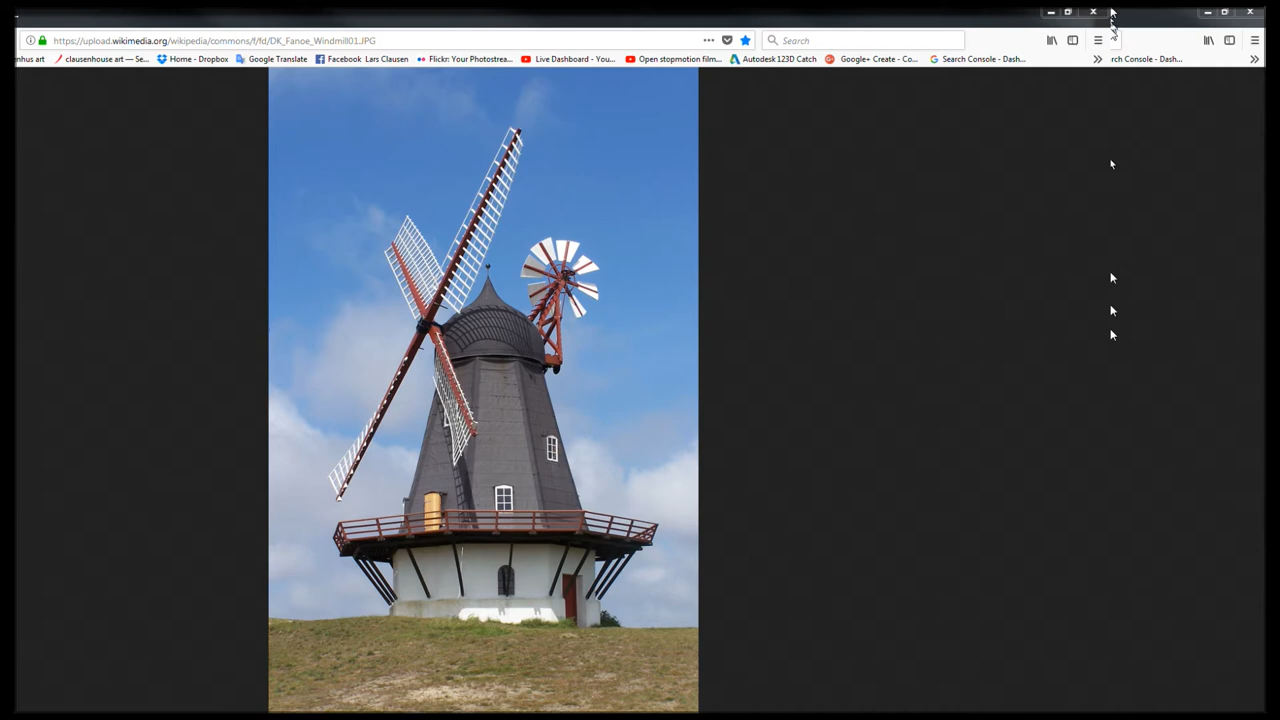 https://upload.wikimedia.org/wikipedia/commons/f/fd/DK_Fanoe_Windmill01.JPG
Search
enhus art clausenhouse art — Se... Home - Dropbox Google Translate Facebook Lars Clausen Flickr: Your Photostrea... Live Dashboard - You... Open stopmotion film... Autodesk 123D Catch Google+ Create - Co... Search Console - Dash... rch Console - Dash...